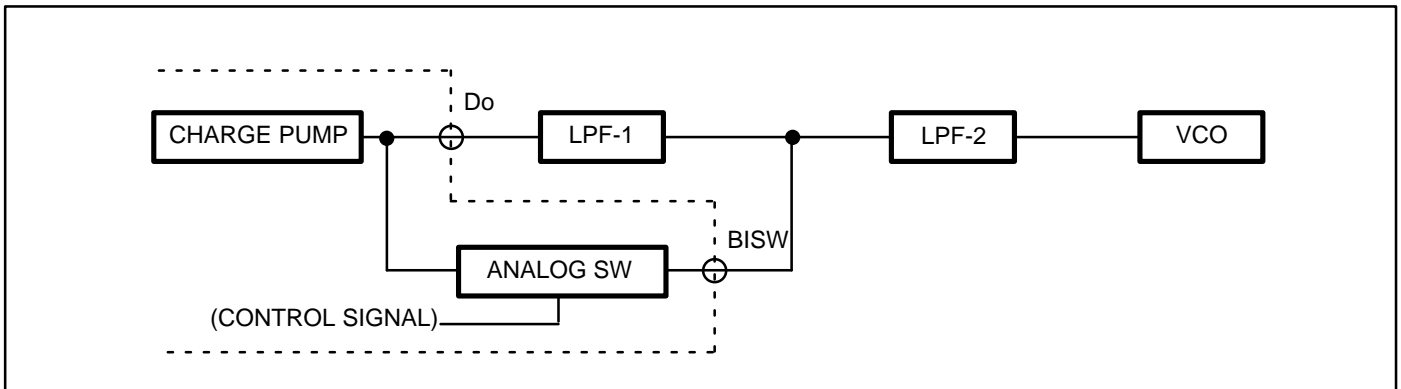 Do
CHARGE PUMP
LPF-1
LPF-2
VCO
BISW
ANALOG SW
(CONTROL SIGNAL)